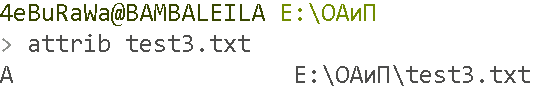 4eBuRaWa@BAMBALEILA E:\ОАиП
> attrib test3.txt
A                    E:\ОАиП\test3.txt